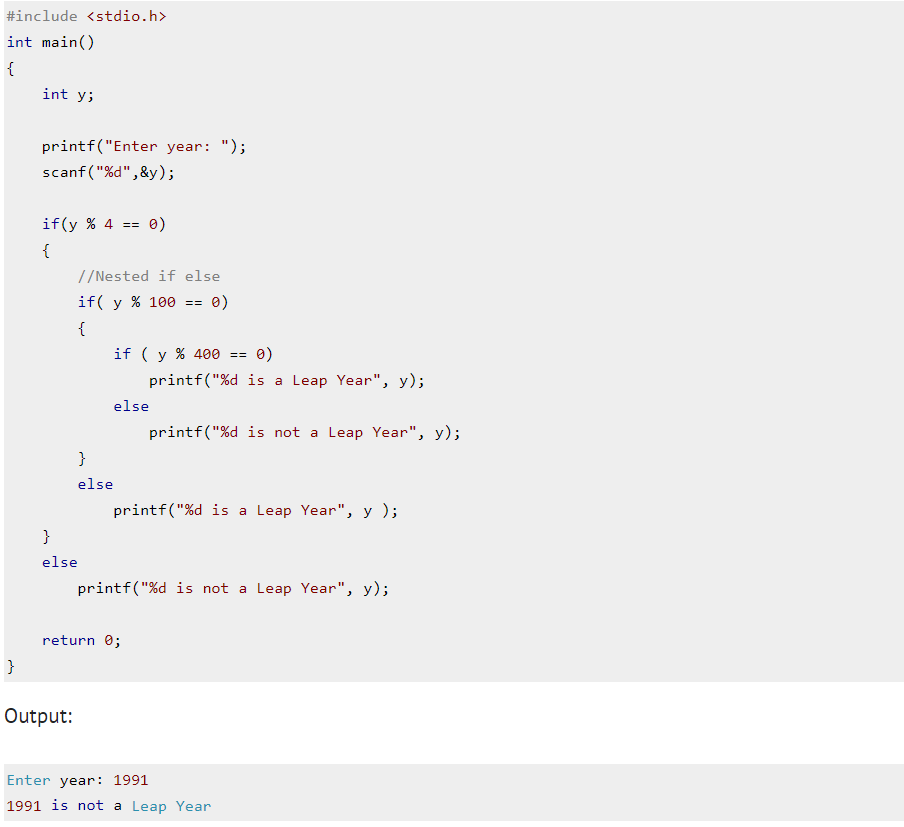 #include <stdio.h>
int main()
{
    int y;

    printf("Enter year: ");
    scanf("%d",&y);

    if(y % 4 == 0)
    {
        //Nested if else
        if( y % 100 == 0)
        {
            if ( y % 400 == 0)
                printf("%d is a Leap Year", y);
            else
                printf("%d is not a Leap Year", y);
        }
        else
            printf("%d is a Leap Year", y );
    }
    else
        printf("%d is not a Leap Year", y);

    return 0;
}
Output:
Enter year: 1991
1991 is not a Leap Year